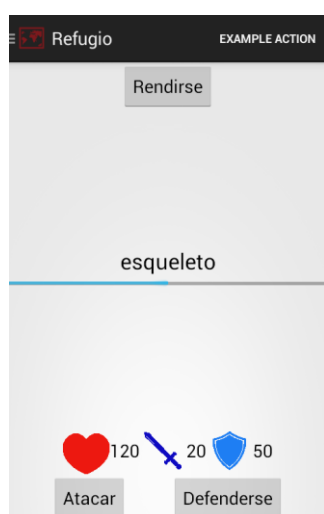 Refugio EXAMPLE ACTION
Rendirse
esqueleto
120 20 50
Atacar Defenderse